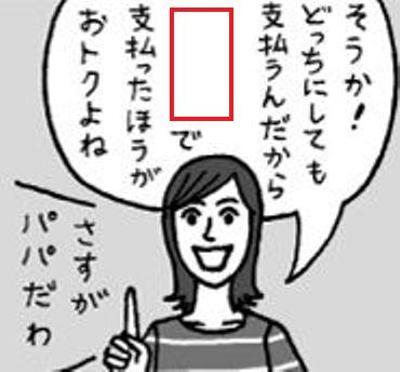 そうか！
どっちにしても
支払うんだから
で
支払ったほうが
おトクよね
さすが
パパだわ